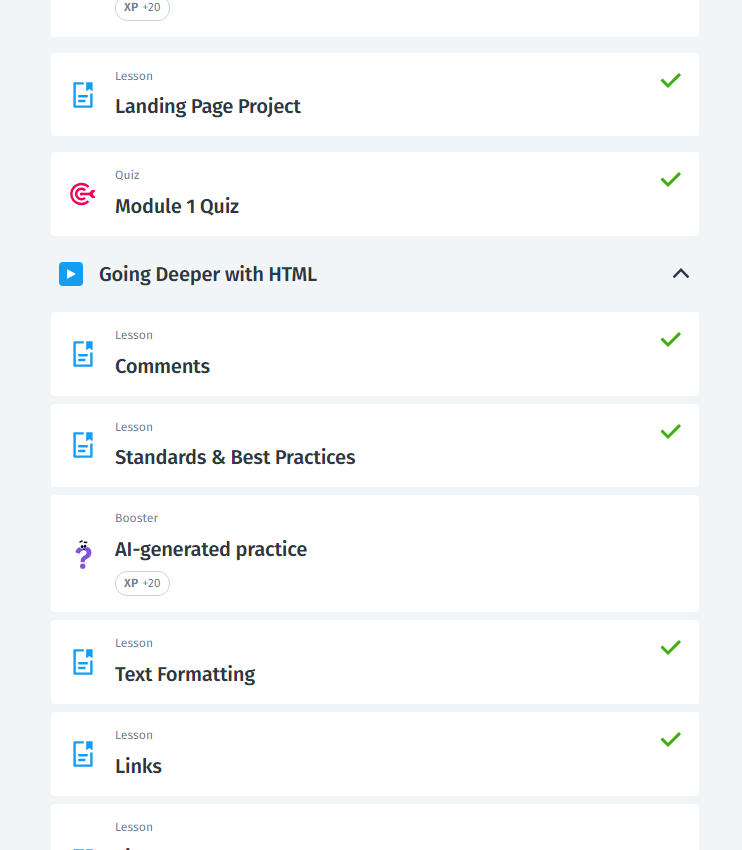 XP +20
Lesson
Landing Page Project
Quiz
Module 1 Quiz
Going Deeper with HTML
Lesson
Comments
Lesson
Standards & Best Practices
Booster
AI-generated practice
XP +20
Lesson
Text Formatting
Lesson
Links
Lesson